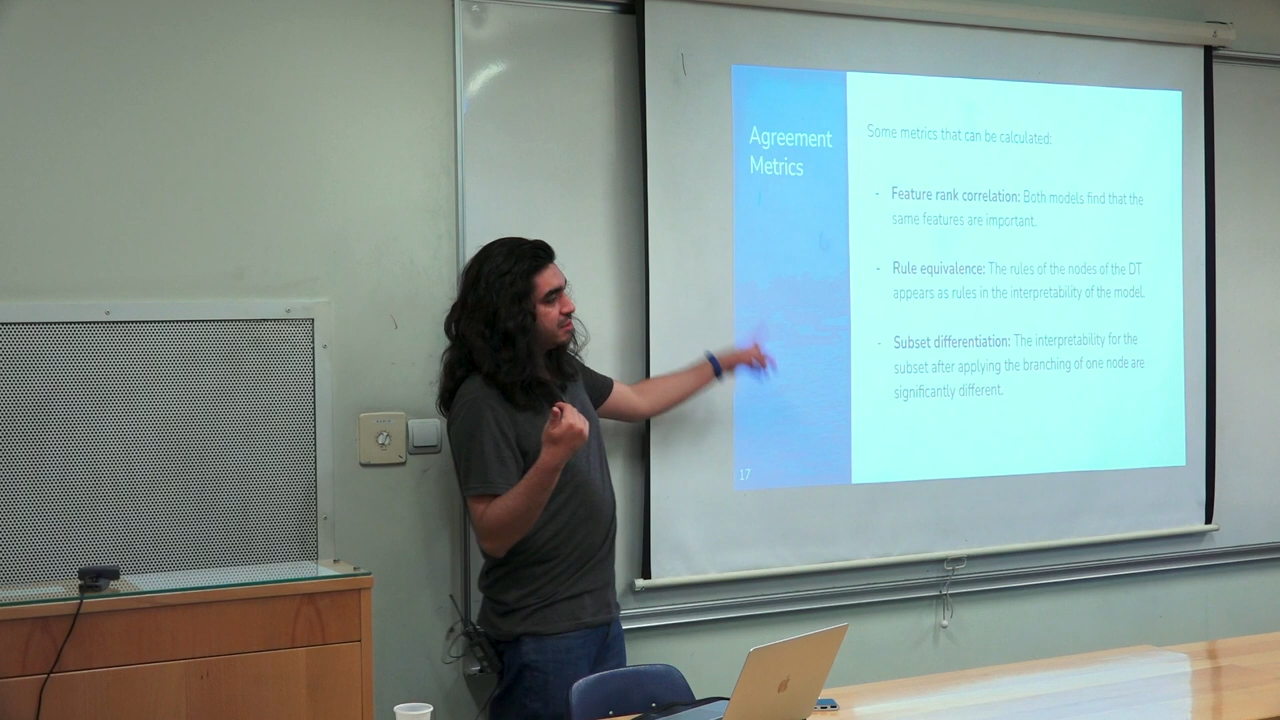 Agreement
Metrics
Some metrics that can be calculated:
- Feature rank correlation: Both models find that the
same features are important.
- Rule equivalence: The rules of the nodes of the DT
appears as rules in the interpretability of the model.
- Subset differentiation: The interpretability for the
subset after applying the branching of one node are
significantly different.
17